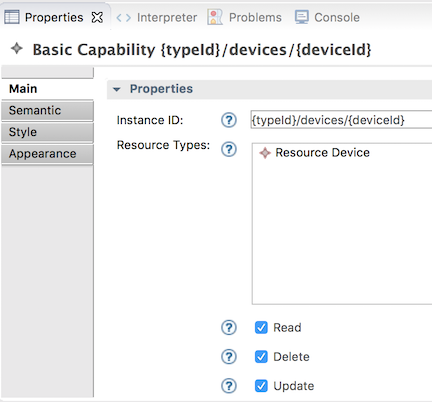 Properties
Interpreter
Problems
Console
Basic Capability {typeId}/devices/{deviceId}
Main
Semantic
Style
Appearance
Properties
Instance ID: ? {typeId}/devices/{deviceId}
Resource Types: ? Resource Device
? Read
? Delete
? Update